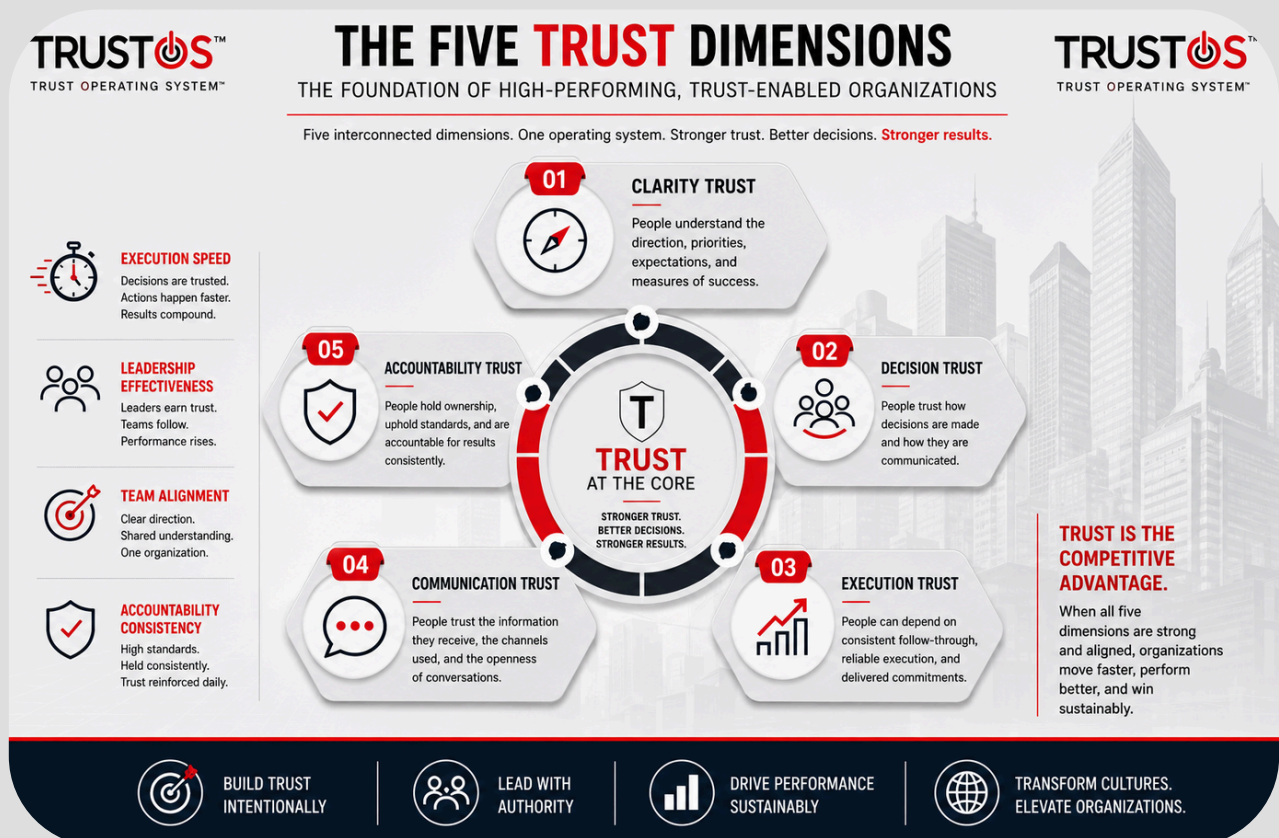 TRUSTOS™
TRUST OPERATING SYSTEM™
THE FIVE TRUST DIMENSIONS
THE FOUNDATION OF HIGH-PERFORMING, TRUST-ENABLED ORGANIZATIONS
Five interconnected dimensions. One operating system. Stronger trust. Better decisions. Stronger results.
TRUSTOS™
TRUST OPERATING SYSTEM™
EXECUTION SPEED
Decisions are trusted.
Actions happen faster.
Results compound.
LEADERSHIP
EFFECTIVENESS
Leaders earn trust.
Teams follow.
Performance rises.
TEAM ALIGNMENT
Clear direction.
Shared understanding.
One organization.
ACCOUNTABILITY
CONSISTENCY
High standards.
Held consistently.
Trust reinforced daily.
01
CLARITY TRUST
People understand the
direction, priorities,
expectations, and
measures of success.
02
DECISION TRUST
People trust how
decisions are made
and how they are
communicated.
03
EXECUTION TRUST
People can depend on
consistent follow-through,
reliable execution, and
delivered commitments.
04
COMMUNICATION TRUST
People trust the information
they receive, the channels
used, and the openness
of conversations.
05
ACCOUNTABILITY TRUST
People hold ownership,
uphold standards, and are
accountable for results
consistently.
T
TRUST
AT THE CORE
STRONGER TRUST.
BETTER DECISIONS.
STRONGER RESULTS.
TRUST IS THE
COMPETITIVE
ADVANTAGE.
When all five
dimensions are strong
and aligned, organizations
move faster, perform
better, and win
sustainably.
BUILD TRUST
INTENTIONALLY
LEAD WITH
AUTHORITY
DRIVE PERFORMANCE
SUSTAINABLY
TRANSFORM CULTURES.
ELEVATE ORGANIZATIONS.